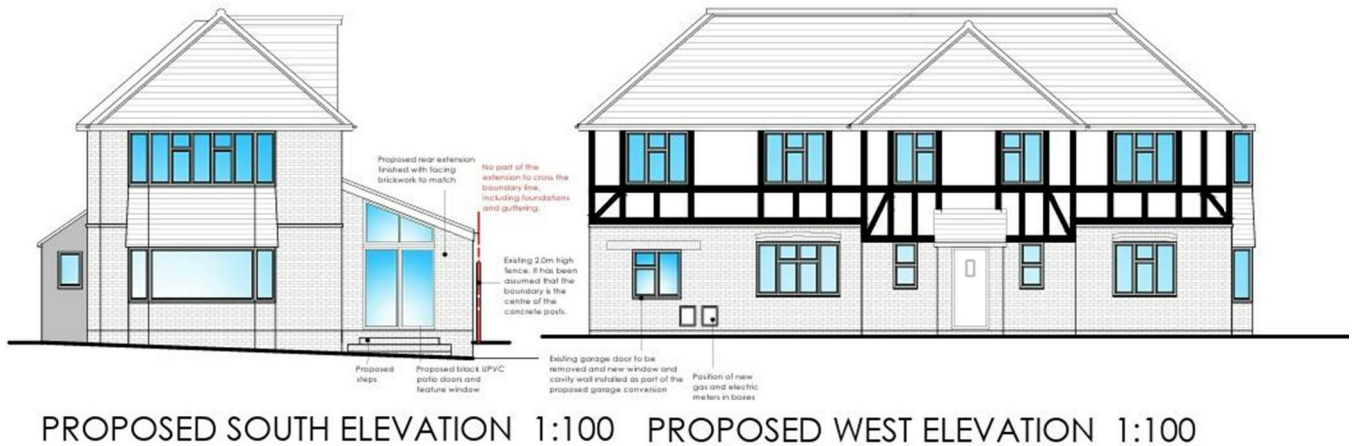 Proposed rear extension
finished with facing
brickwork to match
No part of the
extension to cross the
boundary line,
including foundations
and guttering.
Existing 2.0m high
fence. It has been
assumed that the
boundary is the
centre of the
concrete posts.
Proposed
steps
Proposed black UPVC
patio doors and
feature window
Existing garage door to be
removed and new window and
cavity wall installed as part of the
proposed garage conversion
Position of new
gas and electric
meters in boxes
PROPOSED SOUTH ELEVATION 1:100
PROPOSED WEST ELEVATION 1:100